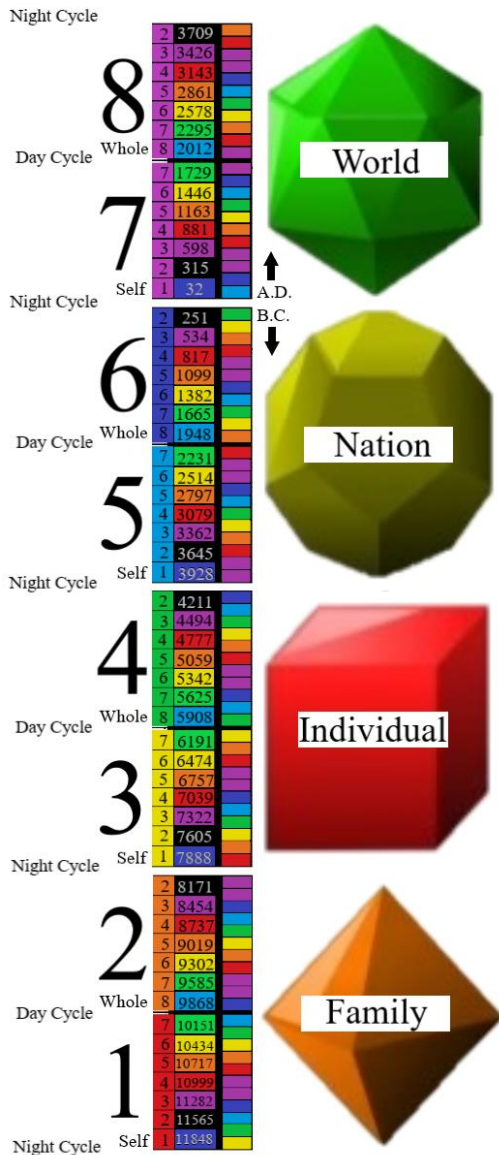 Night Cycle
2 3709
3 3426
4 3143
5 2861
6 2578
7 2295
8 2012
8
Whole
World
Day Cycle
7 1729
6 1446
5 1163
4 881
3 598
2 315
1 32
7
Self
A.D.
Night Cycle
B.C.
2 251
3 534
4 817
5 1099
6 1382
7 1665
8 1948
6
Whole
Nation
Day Cycle
7 2231
6 2514
5 2797
4 3079
3 3362
2 3645
1 3928
5
Self
Night Cycle
2 4211
3 4494
4 4777
5 5059
6 5342
7 5625
8 5908
4
Whole
Individual
Day Cycle
7 6191
6 6474
5 6757
4 7039
3 7322
2 7605
1 7888
3
Self
Night Cycle
2 8171
3 8454
4 8737
5 9019
6 9302
7 9585
8 9868
2
Whole
Family
Day Cycle
7 10151
6 10434
5 10717
4 10999
3 11282
2 11565
1 11848
1
Self
Night Cycle